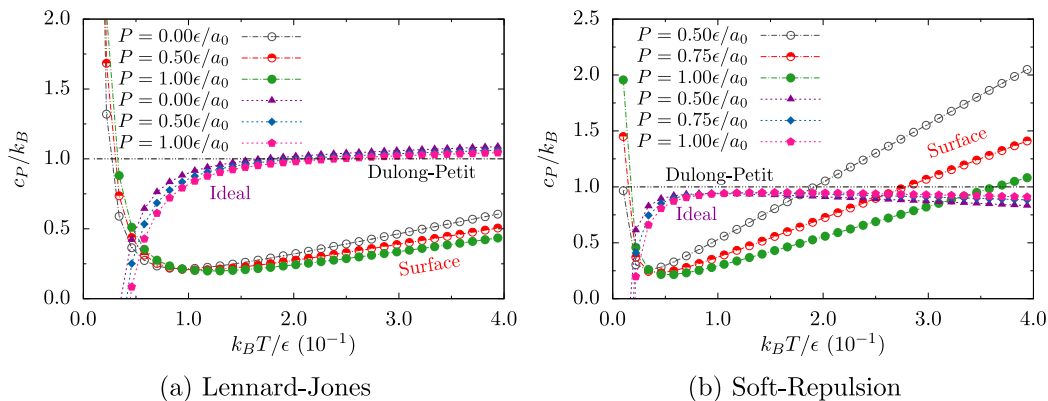 2.0
1.5
1.0
0.5
0.0
c_P/k_B
P = 0.00ϵ/a_0
P = 0.50ϵ/a_0
P = 1.00ϵ/a_0
P = 0.00ϵ/a_0
P = 0.50ϵ/a_0
P = 1.00ϵ/a_0
Dulong-Petit
Ideal
Surface
1.0 2.0 3.0 4.0
k_BT/ϵ (10^{-1})
(a) Lennard-Jones
2.5
2.0
1.5
1.0
0.5
0.0
c_P/k_B
P = 0.50ϵ/a_0
P = 0.75ϵ/a_0
P = 1.00ϵ/a_0
P = 0.50ϵ/a_0
P = 0.75ϵ/a_0
P = 1.00ϵ/a_0
Surface
Dulong-Petit
Ideal
0.0 1.0 2.0 3.0 4.0
k_BT/ϵ (10^{-1})
(b) Soft-Repulsion